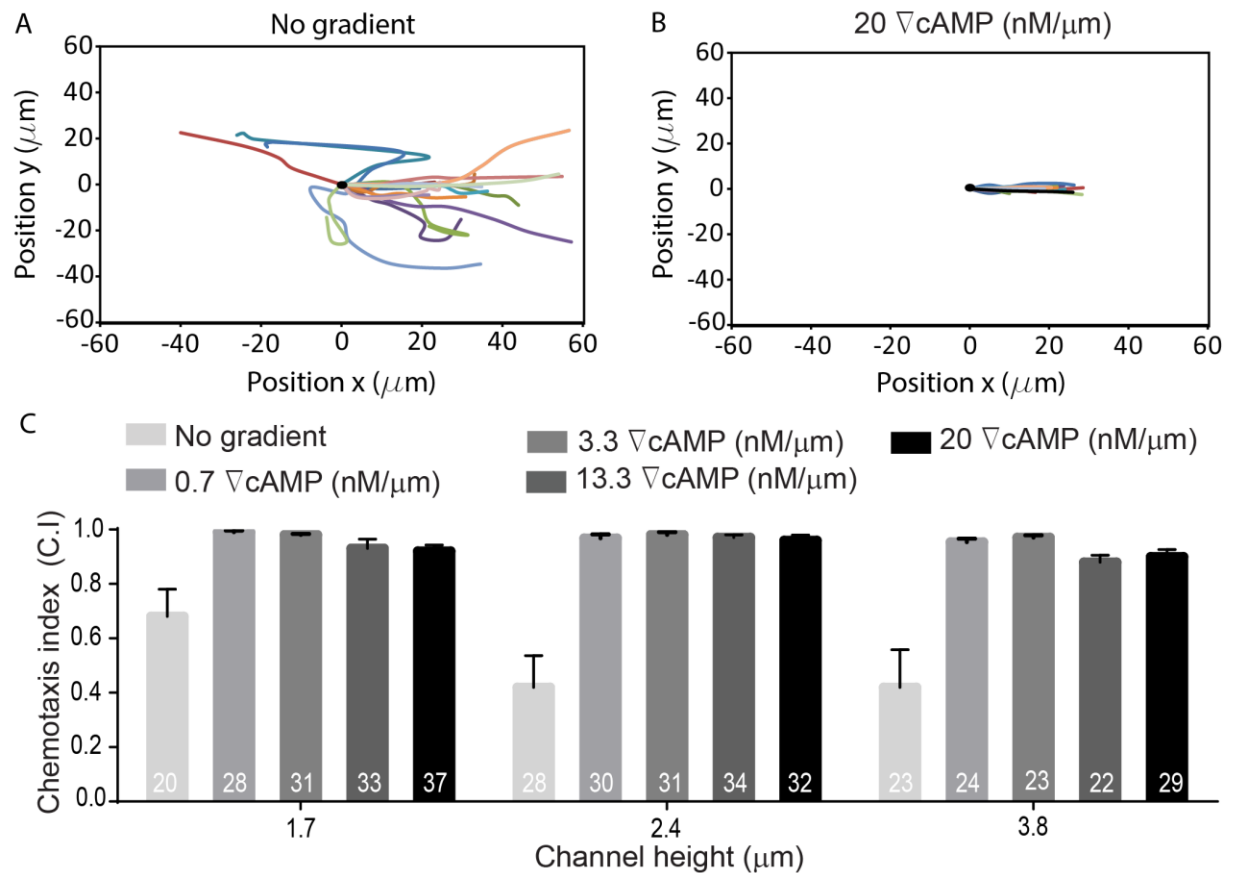 A
No gradient
60
40
20
0
-20
-40
-60
-60 -40 -20 0 20 40 60
Position y (μm)
Position x (μm)
B
20 ∇cAMP (nM/μm)
60
40
20
0
-20
-40
-60
-60 -40 -20 0 20 40 60
Position y (μm)
Position x (μm)
C
No gradient
3.3 ∇cAMP (nM/μm)
20 ∇cAMP (nM/μm)
0.7 ∇cAMP (nM/μm)
13.3 ∇cAMP (nM/μm)
Chemotaxis index (C.I)
1.0
0.8
0.6
0.4
0.2
0.0
20 28 31 33 37 28 30 31 34 32 23 24 23 22 29
1.7 2.4 3.8
Channel height (μm)